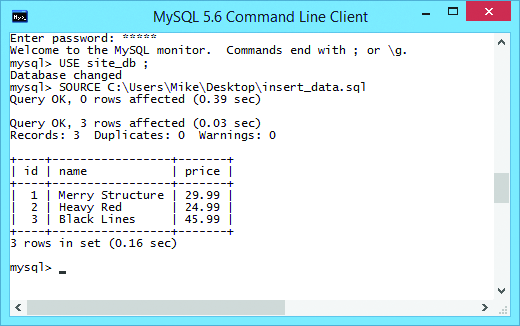 MySQL 5.6 Command Line Client
Enter password: *****
Welcome to the MySQL monitor.  Commands end with ; or \g.
mysql> USE site_db ;
Database changed
mysql> SOURCE C:\Users\Mike\Desktop\insert_data.sql
Query OK, 0 rows affected (0.39 sec)

Query OK, 3 rows affected (0.03 sec)
Records: 3  Duplicates: 0  Warnings: 0

+----+-----------------+-------+
| id | name            | price |
+----+-----------------+-------+
|  1 | Merry Structure | 29.99 |
|  2 | Heavy Red       | 24.99 |
|  3 | Black Lines     | 45.99 |
+----+-----------------+-------+
3 rows in set (0.16 sec)

mysql> _